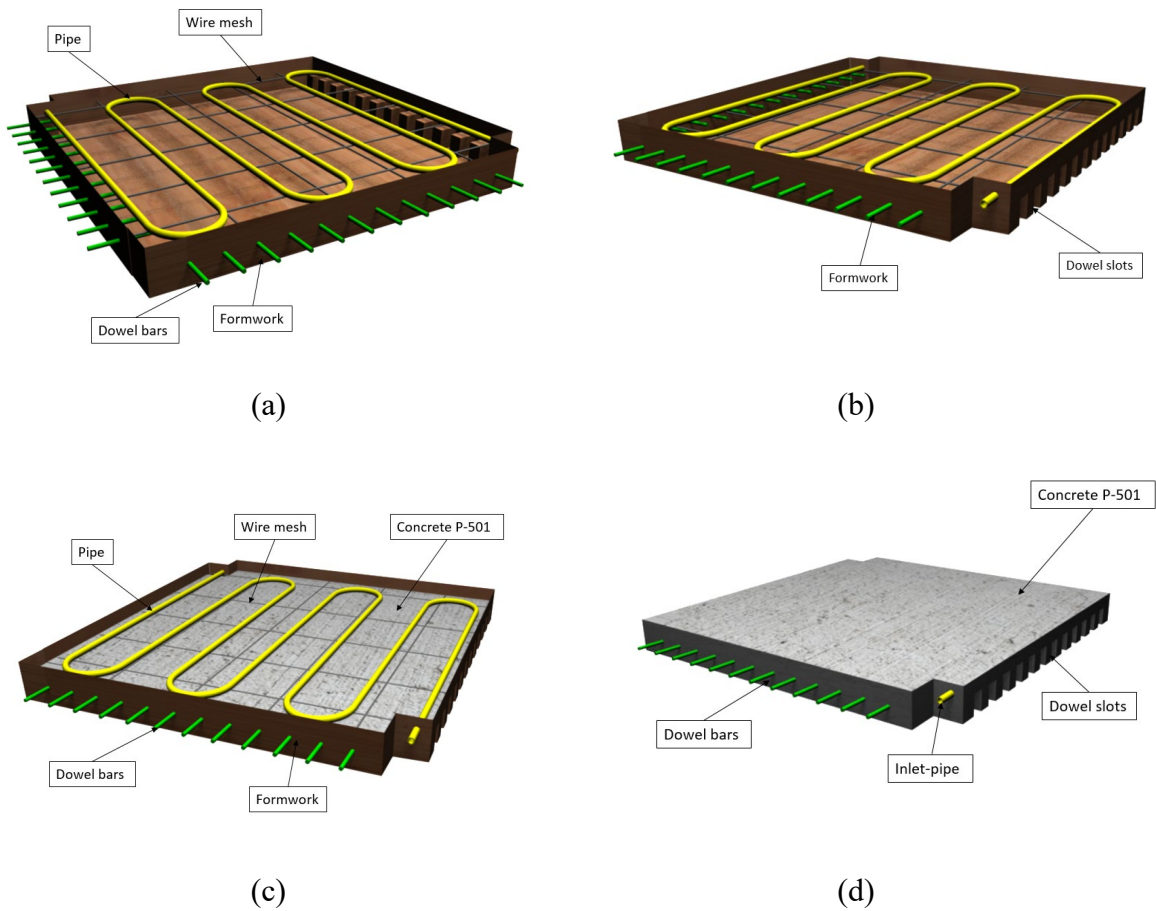 Wire mesh
Pipe
Dowel bars
Formwork
(a)
Formwork
Dowel slots
(b)
Pipe
Wire mesh
Concrete P-501
Dowel bars
Formwork
(c)
Concrete P-501
Dowel bars
Dowel slots
Inlet-pipe
(d)